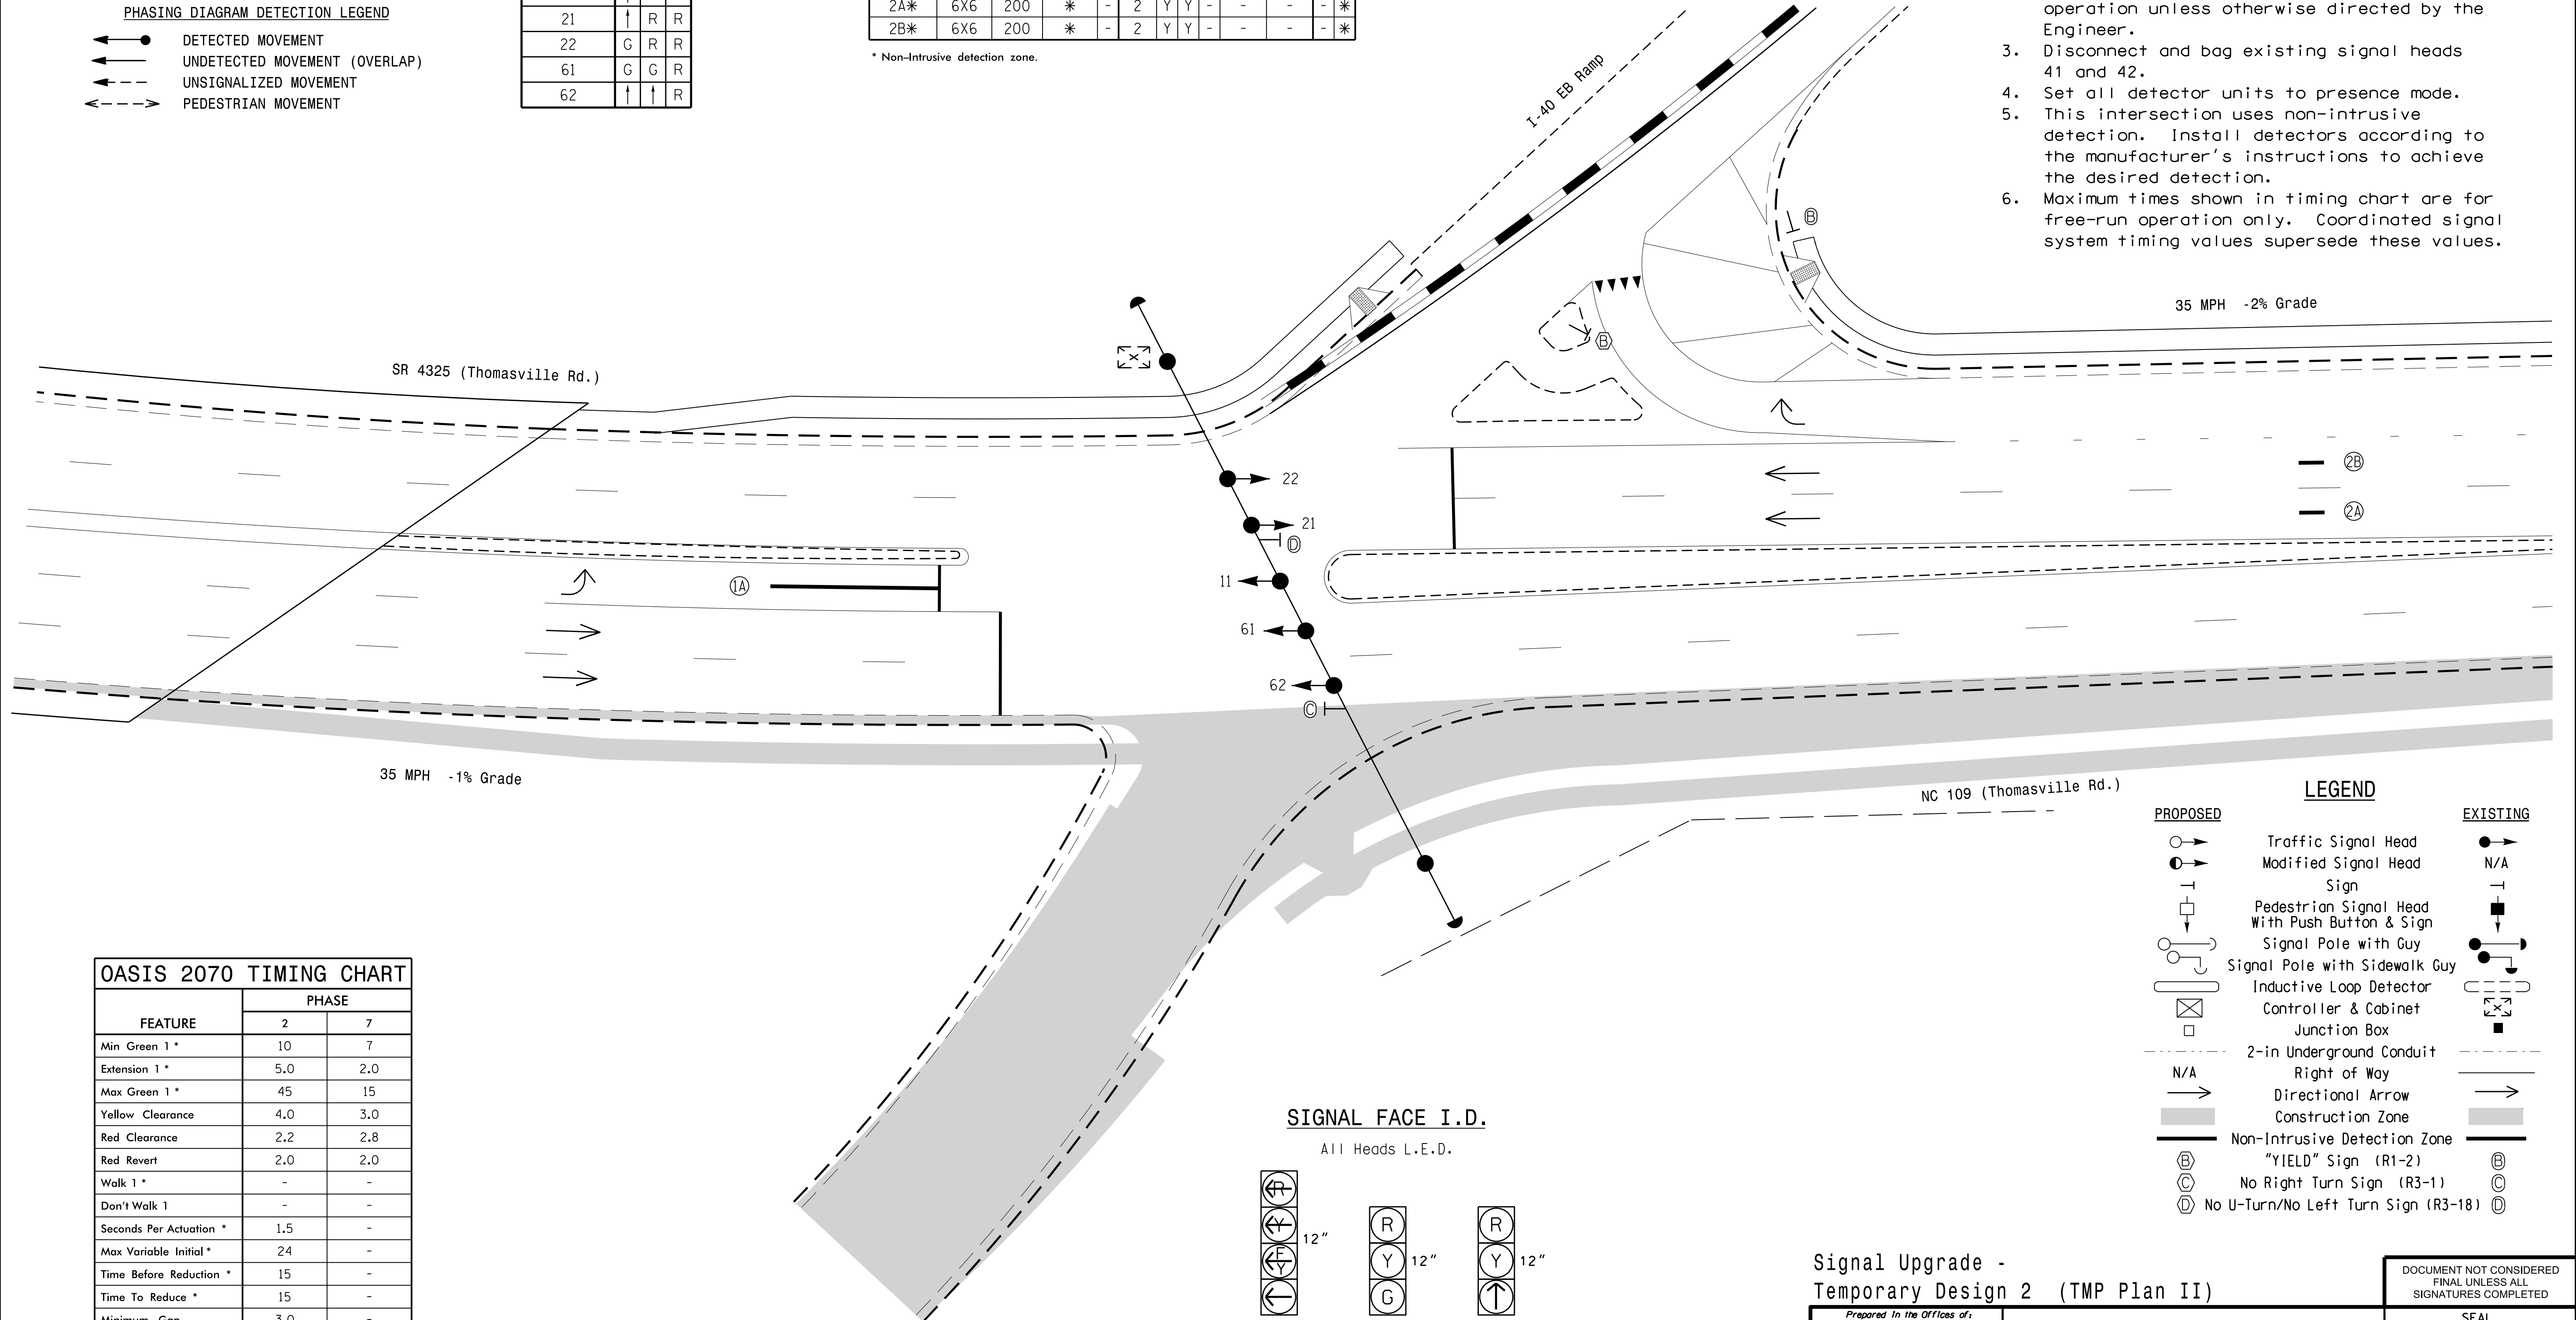 PHASING DIAGRAM DETECTION LEGEND
DETECTED MOVEMENT
UNDETECTED MOVEMENT (OVERLAP)
UNSIGNALIZED MOVEMENT
PEDESTRIAN MOVEMENT
21 ↑ R R
22 G R R
61 G G R
62 ↑ ↑ R
2A* 6X6 200 * - 2 Y Y - - - - *
2B* 6X6 200 * - 2 Y Y - - - - *
* Non-Intrusive detection zone.
operation unless otherwise directed by the
Engineer.
3. Disconnect and bag existing signal heads
41 and 42.
4. Set all detector units to presence mode.
5. This intersection uses non-intrusive
detection. Install detectors according to
the manufacturer's instructions to achieve
the desired detection.
6. Maximum times shown in timing chart are for
free-run operation only. Coordinated signal
system timing values supersede these values.
I-40 EB Ramp
B
35 MPH -2% Grade
B
X
SR 4325 (Thomasville Rd.)
22
2B
21
2A
D
11
1A
61
62
C
35 MPH -1% Grade
NC 109 (Thomasville Rd.)
LEGEND
PROPOSED EXISTING
Traffic Signal Head
Modified Signal Head N/A
Sign
Pedestrian Signal Head
With Push Button & Sign
Signal Pole with Guy
Signal Pole with Sidewalk Guy
Inductive Loop Detector
Controller & Cabinet
Junction Box
2-in Underground Conduit
N/A Right of Way
Directional Arrow
Construction Zone
Non-Intrusive Detection Zone
B "YIELD" Sign (R1-2) B
C No Right Turn Sign (R3-1) C
D No U-Turn/No Left Turn Sign (R3-18) D
OASIS 2070 TIMING CHART
PHASE
FEATURE 2 7
Min Green 1 * 10 7
Extension 1 * 5.0 2.0
Max Green 1 * 45 15
Yellow Clearance 4.0 3.0
Red Clearance 2.2 2.8
Red Revert 2.0 2.0
Walk 1 * - -
Don't Walk 1 - -
Seconds Per Actuation * 1.5 -
Max Variable Initial * 24 -
Time Before Reduction * 15 -
Time To Reduce * 15 -
Minimum Gap 3.0 -
SIGNAL FACE I.D.
All Heads L.E.D.
R
Y
F
Y
12"
R
Y
G
12"
R
Y
12"
Signal Upgrade -
Temporary Design 2 (TMP Plan II)
Prepared in the Offices of:
DOCUMENT NOT CONSIDERED
FINAL UNLESS ALL
SIGNATURES COMPLETED
SEAL